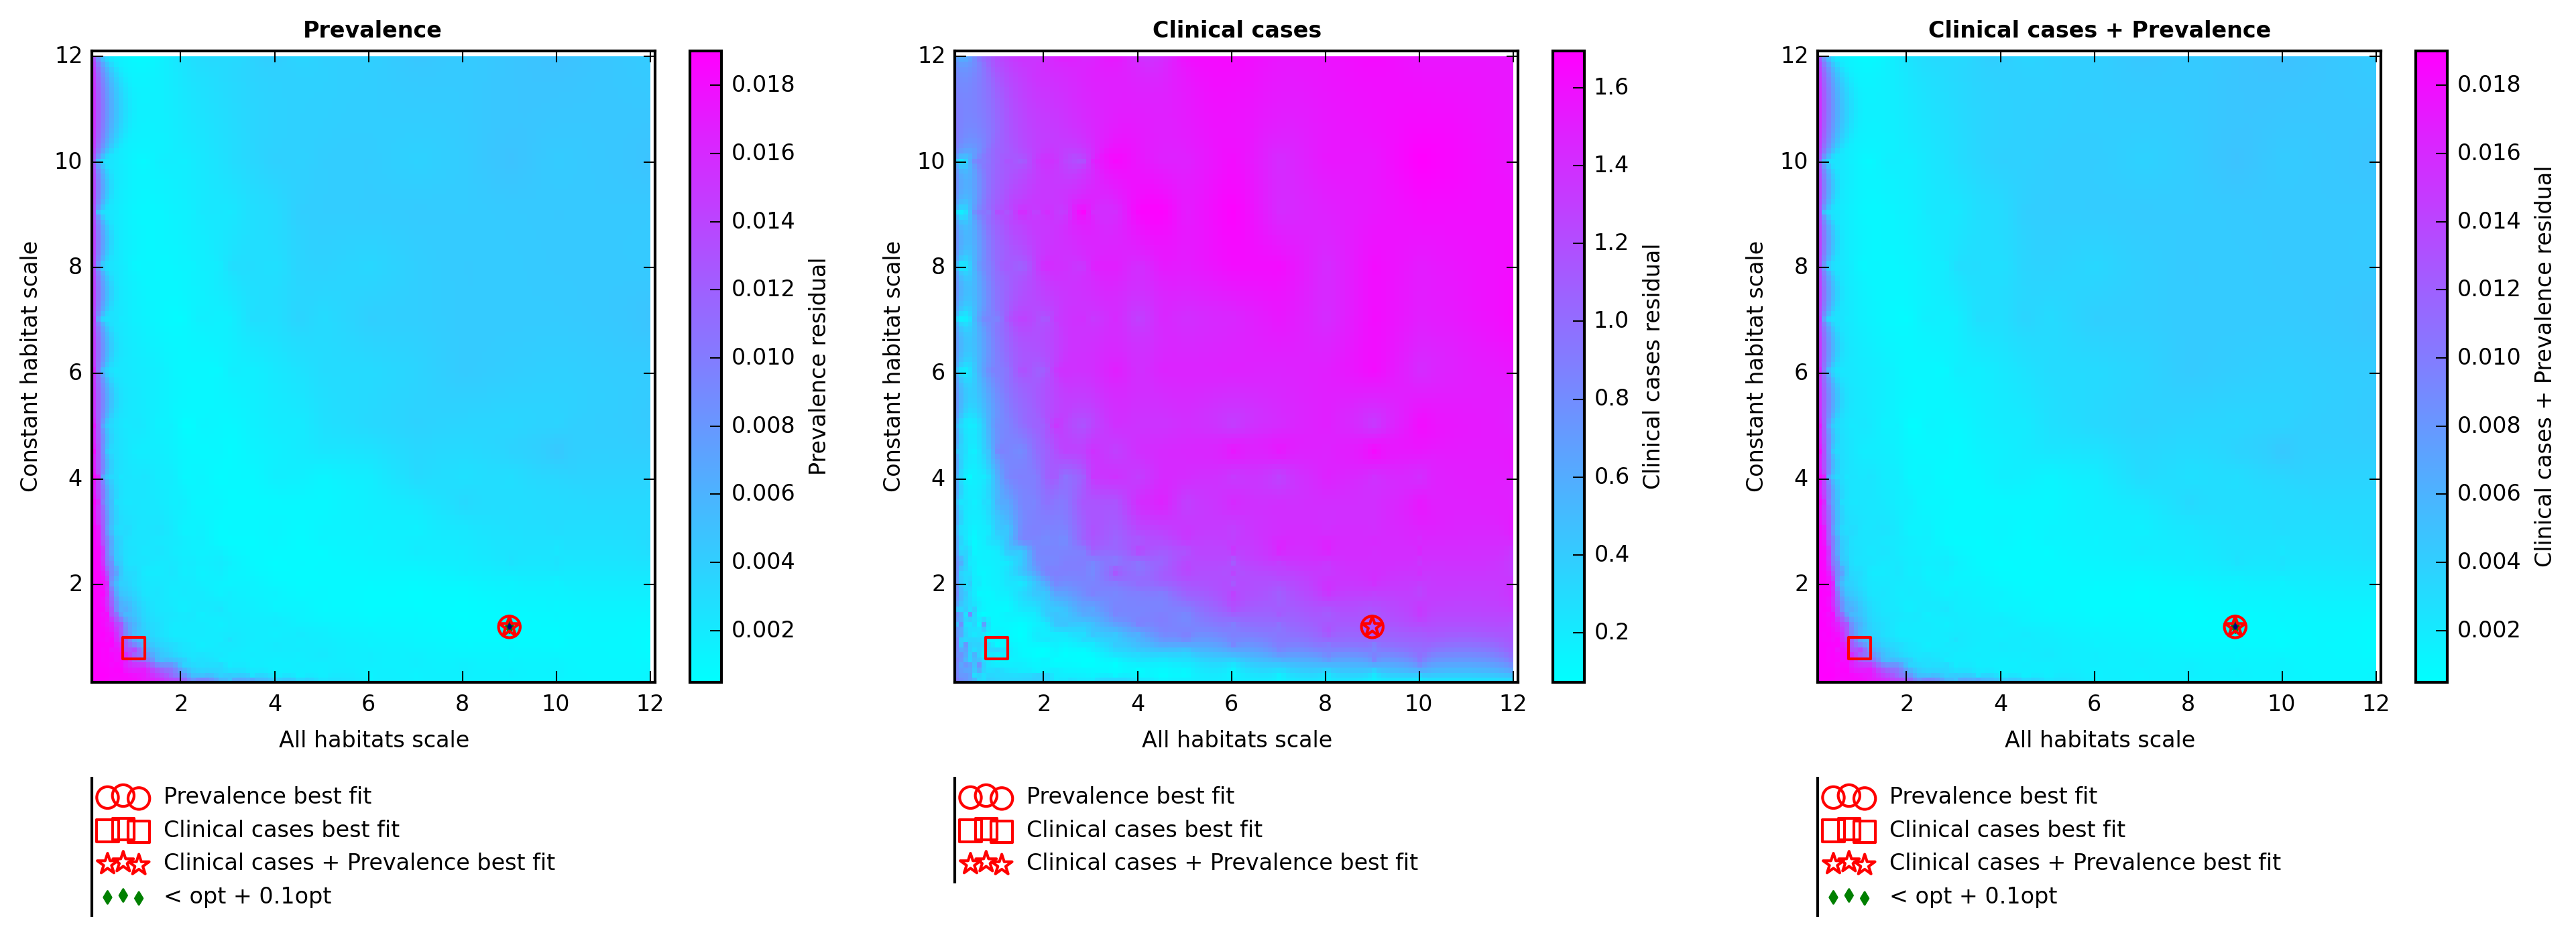 Prevalence
12
10
8
6
4
2
2 4 6 8 10 12
Constant habitat scale
All habitats scale
0.018
0.016
0.014
0.012
0.010
0.008
0.006
0.004
0.002
Prevalence residual
Prevalence best fit
Clinical cases best fit
Clinical cases + Prevalence best fit
< opt + 0.1opt
Clinical cases
12
10
8
6
4
2
2 4 6 8 10 12
Constant habitat scale
All habitats scale
1.6
1.4
1.2
1.0
0.8
0.6
0.4
0.2
Clinical cases residual
Prevalence best fit
Clinical cases best fit
Clinical cases + Prevalence best fit
Clinical cases + Prevalence
12
10
8
6
4
2
2 4 6 8 10 12
Constant habitat scale
All habitats scale
0.018
0.016
0.014
0.012
0.010
0.008
0.006
0.004
0.002
Clinical cases + Prevalence residual
Prevalence best fit
Clinical cases best fit
Clinical cases + Prevalence best fit
< opt + 0.1opt